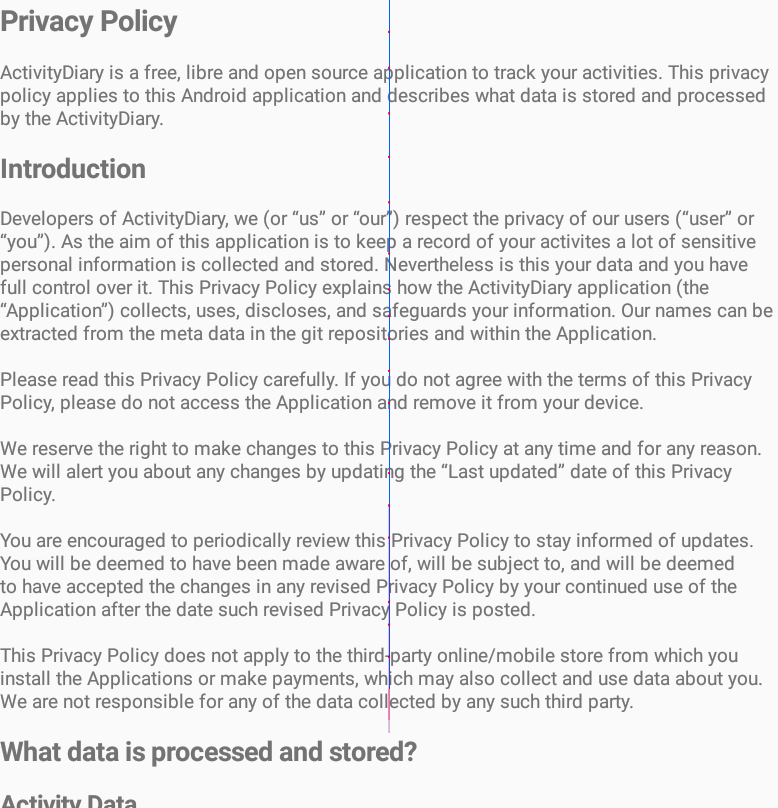 Privacy Policy
ActivityDiary is a free, libre and open source application to track your activities. This privacy
policy applies to this Android application and describes what data is stored and processed
by the ActivityDiary.
Introduction
Developers of ActivityDiary, we (or “us” or “our”) respect the privacy of our users (“user” or
“you”). As the aim of this application is to keep a record of your activites a lot of sensitive
personal information is collected and stored. Nevertheless is this your data and you have
full control over it. This Privacy Policy explains how the ActivityDiary application (the
“Application”) collects, uses, discloses, and safeguards your information. Our names can be
extracted from the meta data in the git repositories and within the Application.
Please read this Privacy Policy carefully. If you do not agree with the terms of this Privacy
Policy, please do not access the Application and remove it from your device.
We reserve the right to make changes to this Privacy Policy at any time and for any reason.
We will alert you about any changes by updating the “Last updated” date of this Privacy
Policy.
You are encouraged to periodically review this Privacy Policy to stay informed of updates.
You will be deemed to have been made aware of, will be subject to, and will be deemed
to have accepted the changes in any revised Privacy Policy by your continued use of the
Application after the date such revised Privacy Policy is posted.
This Privacy Policy does not apply to the third-party online/mobile store from which you
install the Applications or make payments, which may also collect and use data about you.
We are not responsible for any of the data collected by any such third party.
What data is processed and stored?
Activity Data